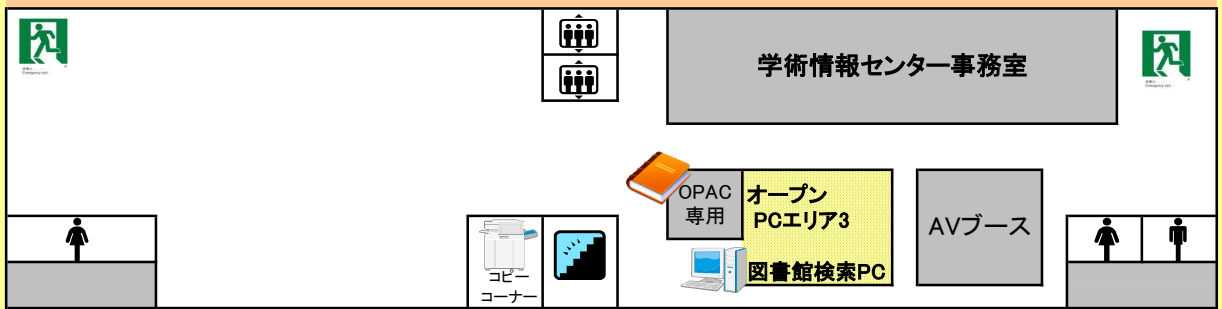 学術情報センター事務室
OPAC
専用
オープン
PCエリア3
図書館検索PC
AVブース
コピー
コーナー